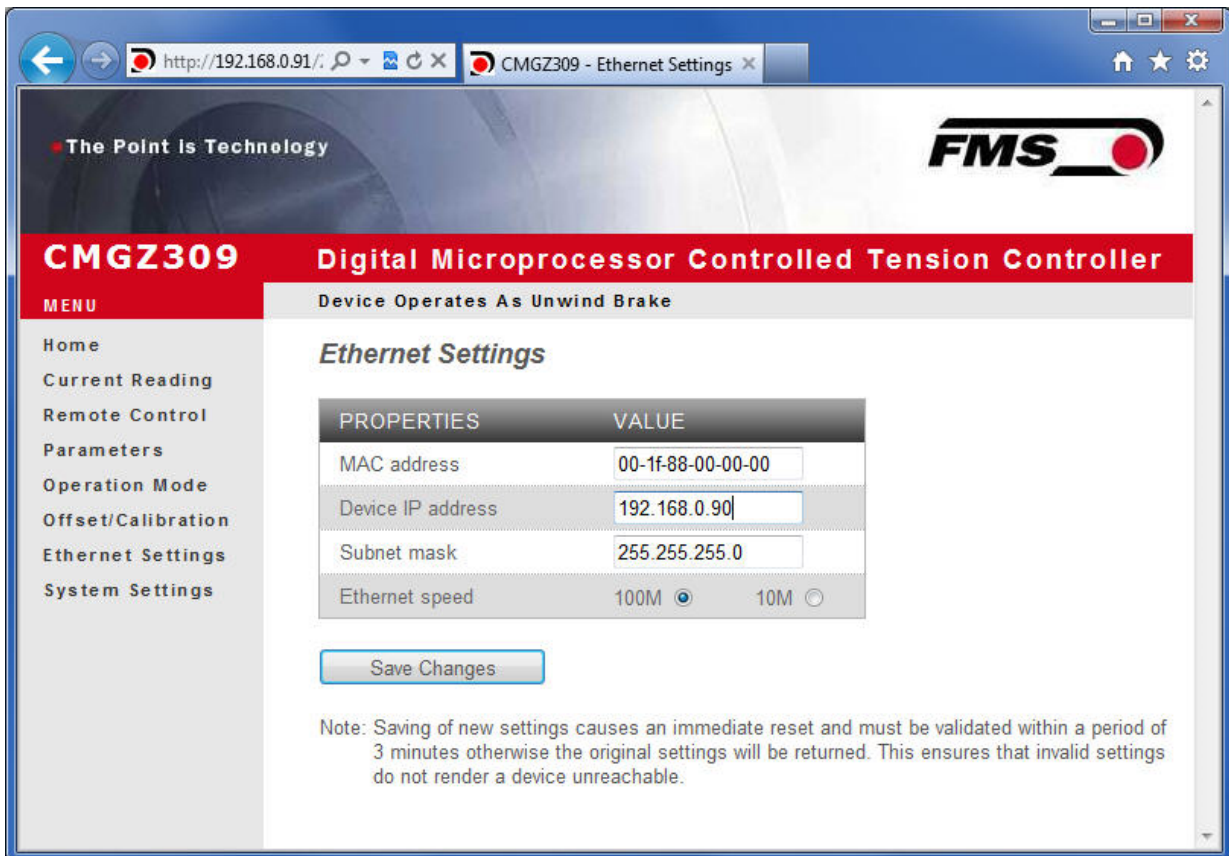 http://192.168.0.91/
CMGZ309 - Ethernet Settings
The Point is Technology
FMS
CMGZ309
Digital Microprocessor Controlled Tension Controller
MENU
Device Operates As Unwind Brake
Home
Current Reading
Remote Control
Parameters
Operation Mode
Offset/Calibration
Ethernet Settings
System Settings
Ethernet Settings
PROPERTIES VALUE
MAC address 00-1f-88-00-00-00
Device IP address 192.168.0.90
Subnet mask 255.255.255.0
Ethernet speed 100M 10M
Save Changes
Note: Saving of new settings causes an immediate reset and must be validated within a period of
3 minutes otherwise the original settings will be returned. This ensures that invalid settings
do not render a device unreachable.